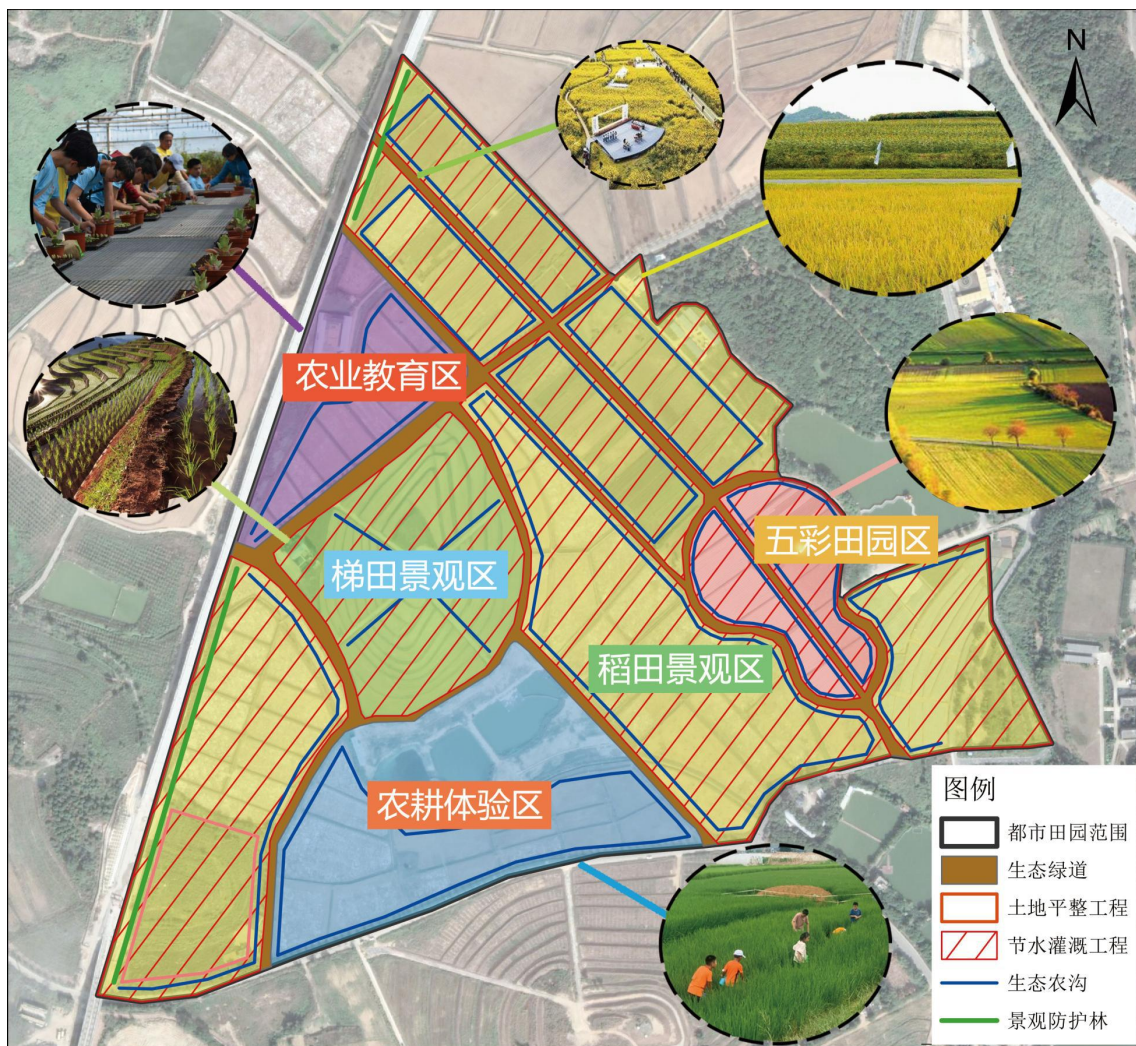 N
农业教育区
梯田景观区
五彩田园区
稻田景观区
农耕体验区
图例
都市田园范围
生态绿道
土地平整工程
节水灌溉工程
生态农沟
景观防护林